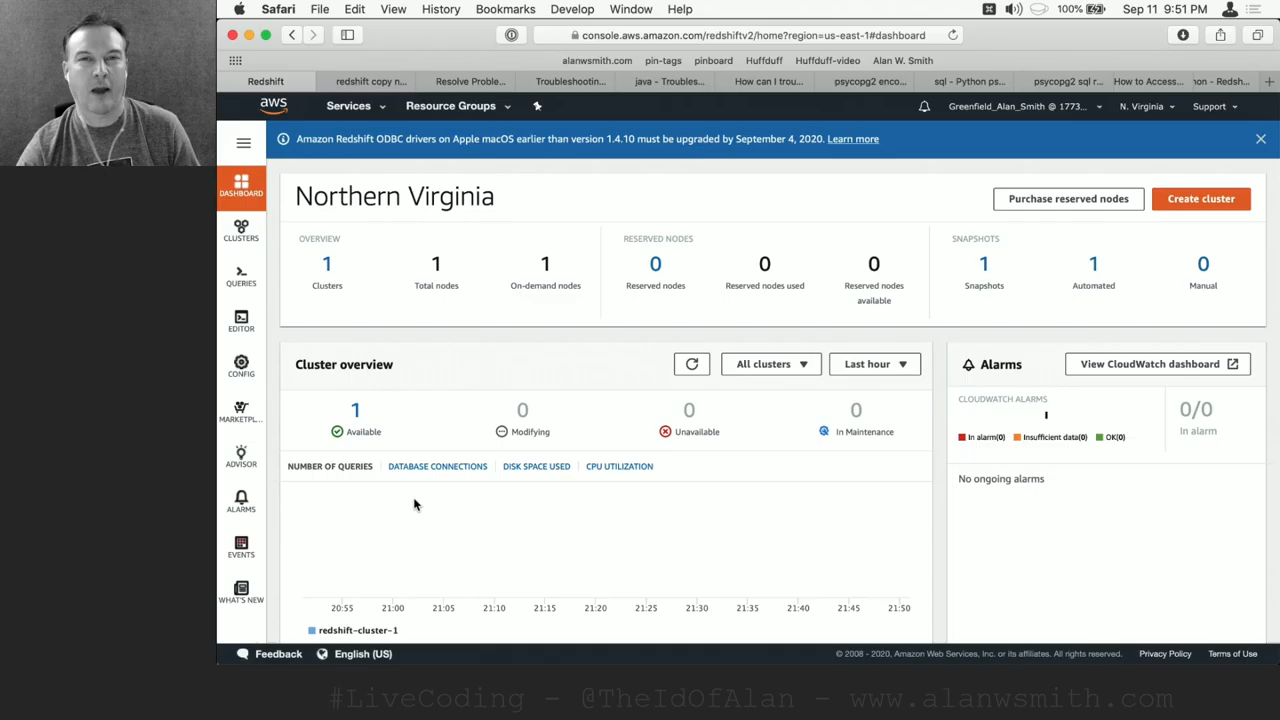 Safari File Edit View History Bookmarks Develop Window Help 100% Sep 11 9:51 PM
console.aws.amazon.com/redshiftv2/home?region=us-east-1#dashboard
alanwsmith.com pin-tags pinboard Huffduff Huffduff-video Alan W. Smith
Redshift redshift copy n... Resolve Proble... Troubleshootin... java - Troubles... How can I trou... psycopg2 enco... sql - Python ps... psycopg2 sql r... How to Access... non - Redsh...
aws Services Resource Groups Greenfield_Alan_Smith @ 1773... N. Virginia Support
Amazon Redshift ODBC drivers on Apple macOS earlier than version 1.4.10 must be upgraded by September 4, 2020. Learn more
DASHBOARD
CLUSTERS
QUERIES
EDITOR
CONFIG
MARKETPL...
ADVISOR
ALARMS
EVENTS
WHAT'S NEW
Northern Virginia
Purchase reserved nodes Create cluster
OVERVIEW RESERVED NODES SNAPSHOTS
1 1 1 0 0 0 1 1 0
Clusters Total nodes On-demand nodes Reserved nodes Reserved nodes used Reserved nodes Snapshots Automated Manual
available
Cluster overview All clusters Last hour
1 0 0 0
Available Modifying Unavailable In Maintenance
NUMBER OF QUERIES DATABASE CONNECTIONS DISK SPACE USED CPU UTILIZATION
20:55 21:00 21:05 21:10 21:15 21:20 21:25 21:30 21:35 21:40 21:45 21:50
redshift-cluster-1
Alarms View CloudWatch dashboard
CLOUDWATCH ALARMS 0/0
In alarm
In alarm(0) Insufficient data(0) OK(0)
No ongoing alarms
Feedback English (US) © 2008 - 2020, Amazon Web Services, Inc. or its affiliates. All rights reserved. Privacy Policy Terms of Use
#LiveCoding - @TheIdOfAlan - www.alanwsmith.com